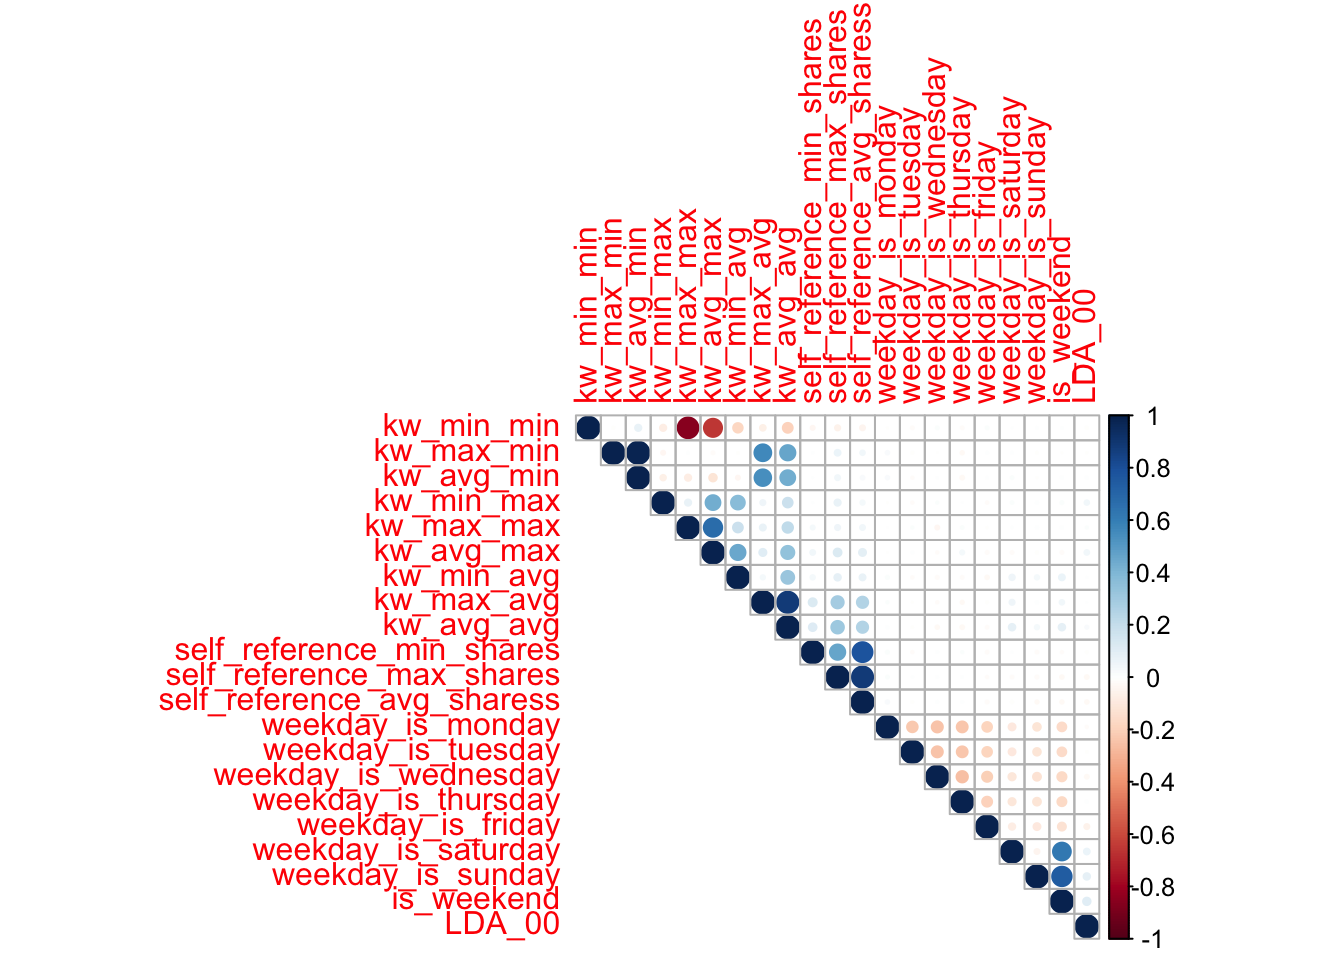 kw_min_min
kw_max_min
kw_avg_min
kw_min_max
kw_max_max
kw_avg_max
kw_min_avg
kw_max_avg
kw_avg_avg
self_reference_min_shares
self_reference_max_shares
self_reference_avg_sharess
weekday_is_monday
weekday_is_tuesday
weekday_is_wednesday
weekday_is_thursday
weekday_is_friday
weekday_is_saturday
weekday_is_sunday
is_weekend
LDA_00
kw_min_min
kw_max_min
kw_avg_min
kw_min_max
kw_max_max
kw_avg_max
kw_min_avg
kw_max_avg
kw_avg_avg
self_reference_min_shares
self_reference_max_shares
self_reference_avg_sharess
weekday_is_monday
weekday_is_tuesday
weekday_is_wednesday
weekday_is_thursday
weekday_is_friday
weekday_is_saturday
weekday_is_sunday
is_weekend
LDA_00
1
0.8
0.6
0.4
0.2
0
-0.2
-0.4
-0.6
-0.8
-1